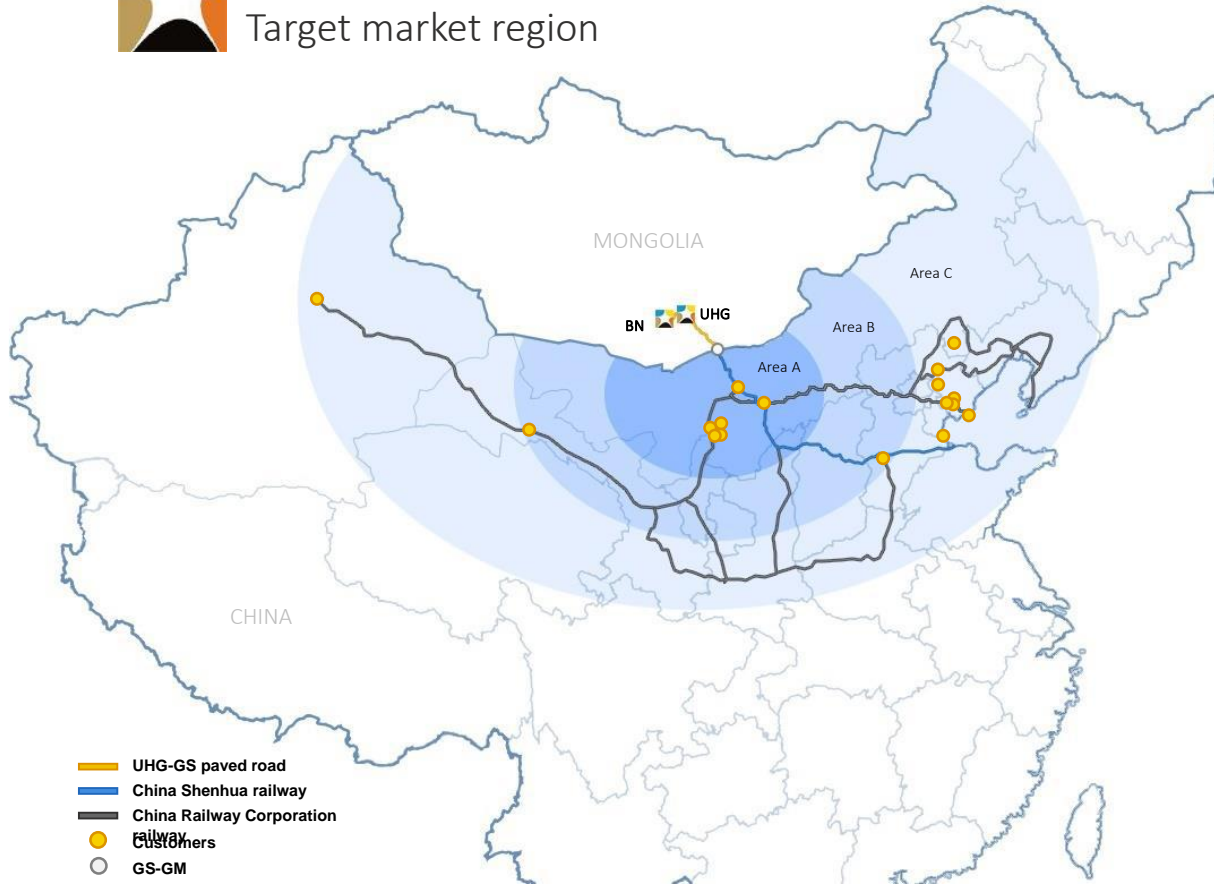 Target market region
MONGOLIA
Area C
UHG
BN
Area B
Area A
CHINA
UHG-GS paved road
China Shenhua railway
China Railway Corporation
railway
Customers
GS-GM